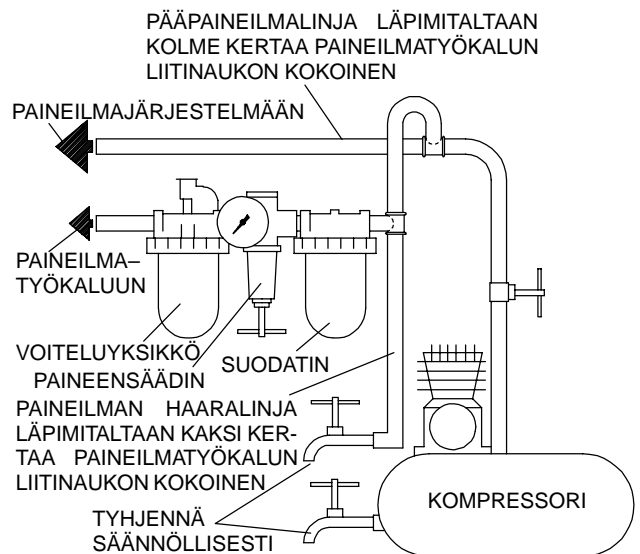 PÄÄPAINEILMALINJA LÄPIMITALTAAN
KOLME KERTAA PAINEILMATYÖKALUN
LIITINAUKON KOKOINEN
PAINEILMAJÄRJESTELMÄÄN
PAINEILMA–
TYÖKALUUN
VOITELUYKSIKKÖ
SUODATIN
PAINEENSÄÄDIN
PAINEILMAN HAARALINJA
LÄPIMITALTAAN KAKSI KER-
TAA PAINEILMATYÖKALUN
LIITINAUKON KOKOINEN
KOMPRESSORI
TYHJENNÄ
SÄÄNNÖLLISESTI